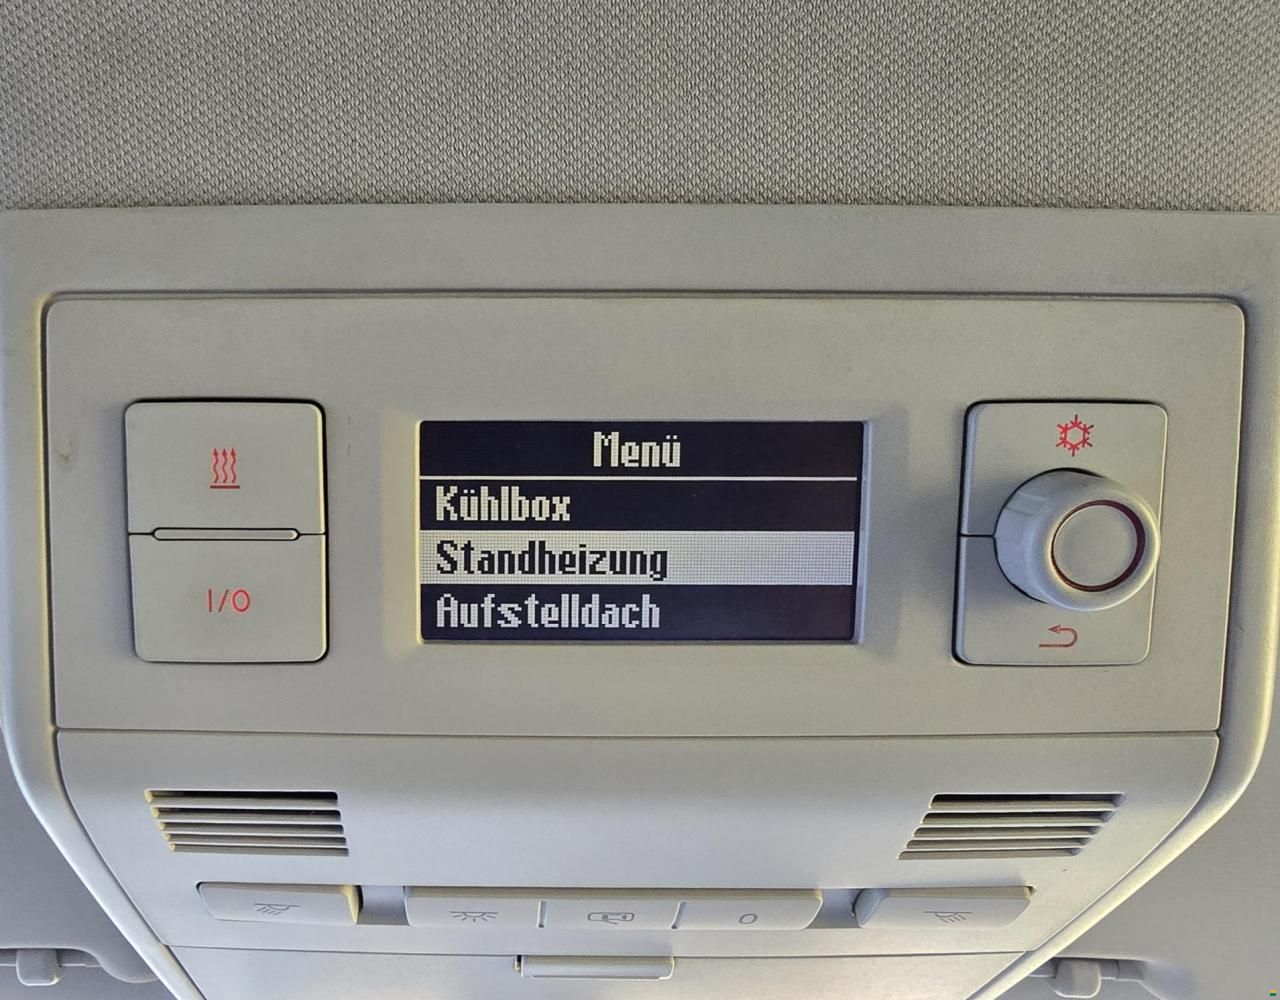 Menü
Kühlbox
Standheizung
Aufstelldach
I/O
O